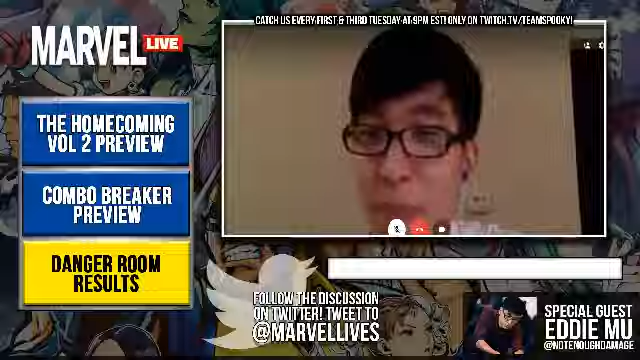 CATCH US EVERY FIRST & THIRD TUESDAY AT 9PM EST! ONLY ON TWITCH.TV/TEAMSPOOKY!
MARVEL LIVE
THE HOMECOMING
VOL 2 PREVIEW
COMBO BREAKER
PREVIEW
DANGER ROOM
RESULTS
FOLLOW THE DISCUSSION
ON TWITTER! TWEET TO
@MARVELLIVES
SPECIAL GUEST
EDDIE MU
@NOTENOUGHDAMAGE